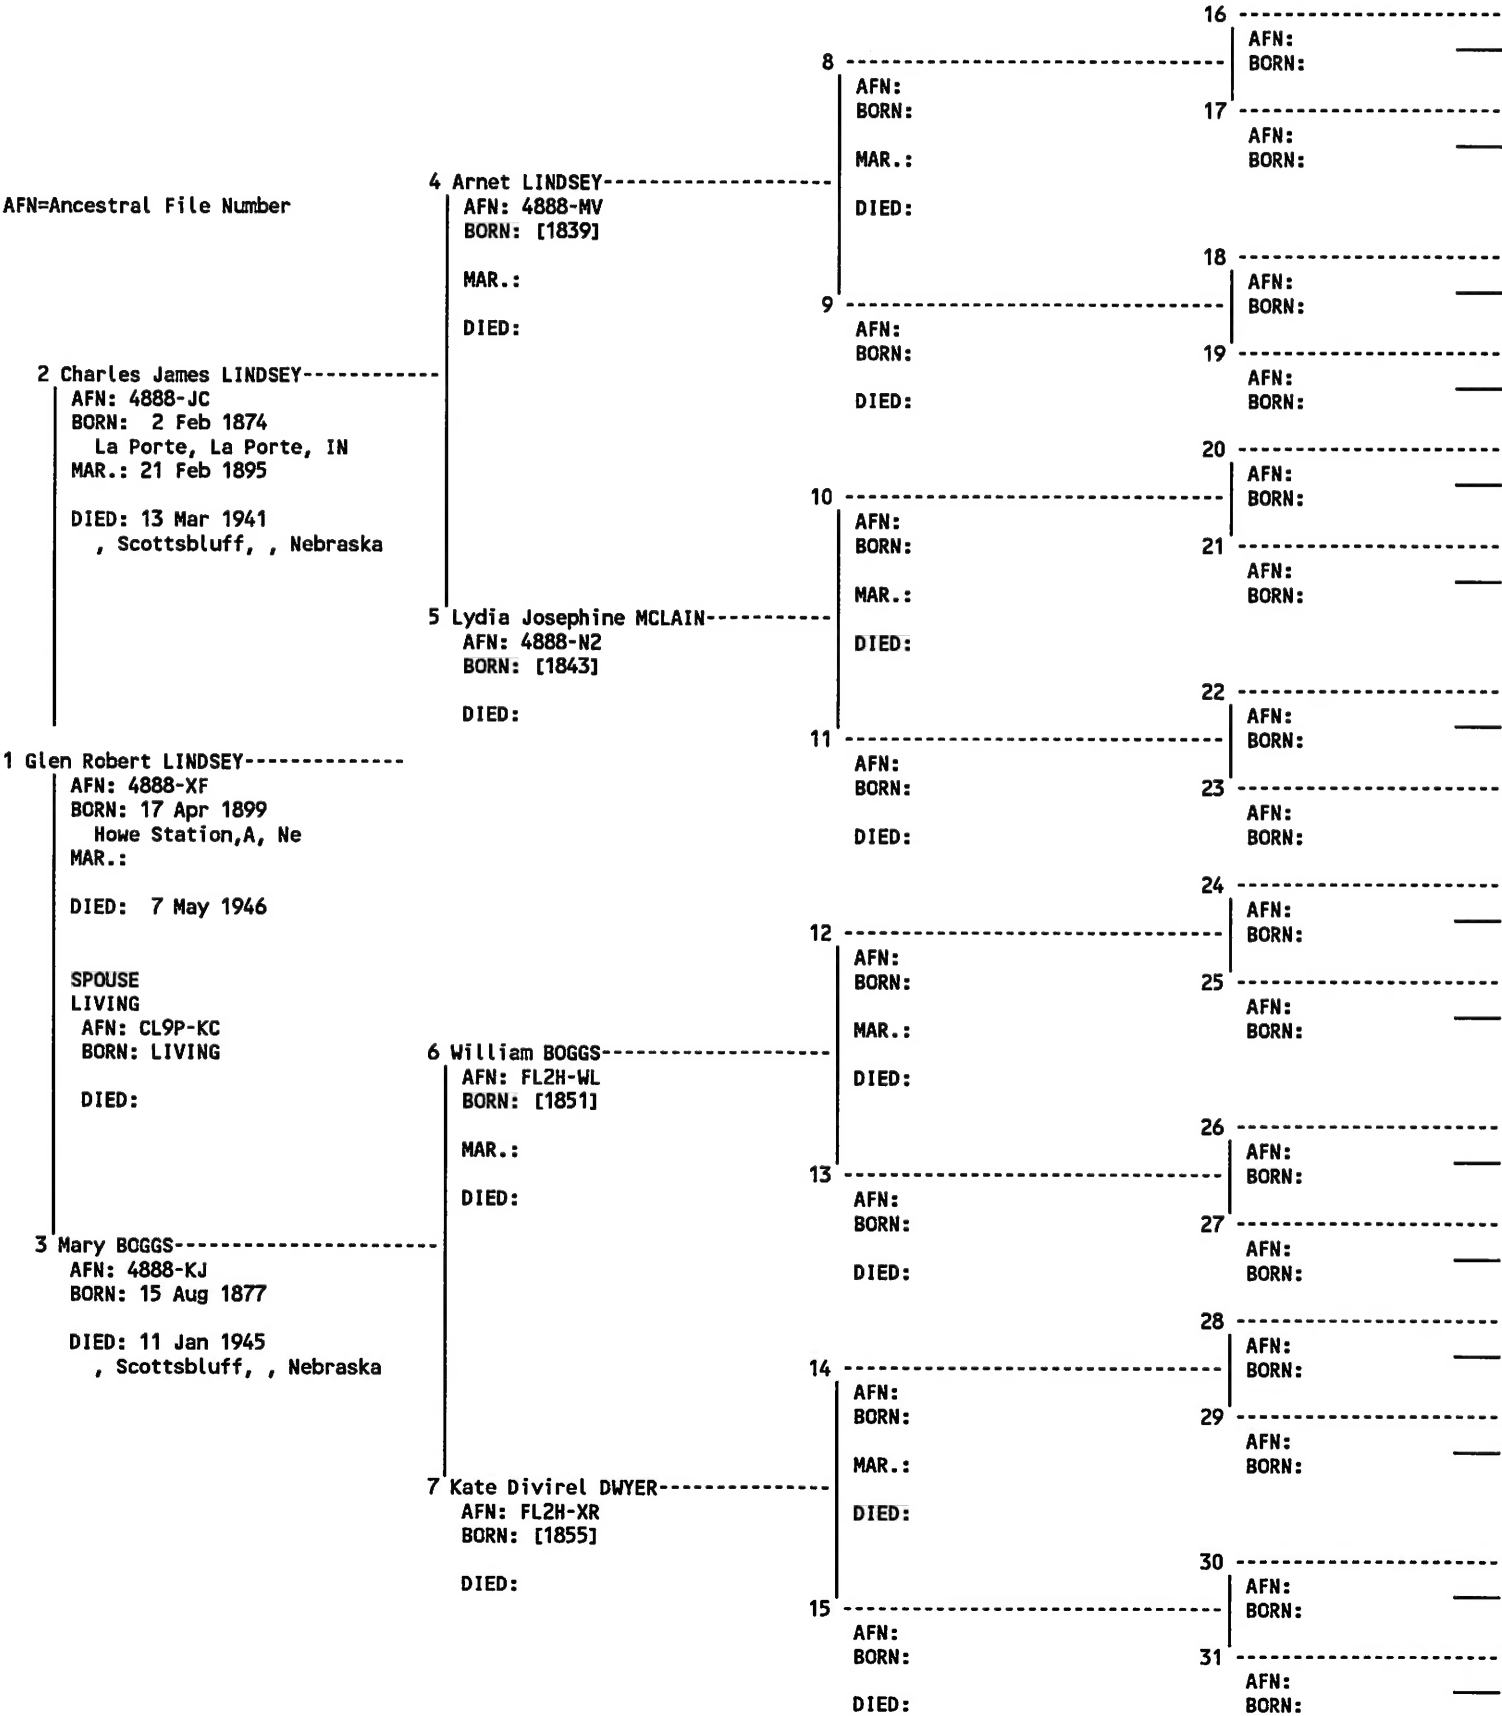 AFN=Ancestral File Number
1 Glen Robert LINDSEY-------------
AFN: 4888-XF
BORN: 17 Apr 1899
Howe Station,A, Ne
MAR.:
DIED: 7 May 1946
SPOUSE
LIVING
AFN: CL9P-KC
BORN: LIVING
DIED:
2 Charles James LINDSEY-----------
AFN: 4888-JC
BORN: 2 Feb 1874
La Porte, La Porte, IN
MAR.: 21 Feb 1895
DIED: 13 Mar 1941
, Scottsbluff, , Nebraska
3 Mary BOGGS----------------------
AFN: 4888-KJ
BORN: 15 Aug 1877
DIED: 11 Jan 1945
, Scottsbluff, , Nebraska
4 Arnet LINDSEY-------------------
AFN: 4888-MV
BORN: [1839]
MAR.:
DIED:
5 Lydia Josephine MCLAIN----------
AFN: 4888-N2
BORN: [1843]
DIED:
6 William BOGGS-------------------
AFN: FL2H-WL
BORN: [1851]
MAR.:
DIED:
7 Kate Divirel DWYER--------------
AFN: FL2H-XR
BORN: [1855]
DIED:
8 --------------------------------
AFN:
BORN:
MAR.:
DIED:
9 --------------------------------
AFN:
BORN:
DIED:
10 --------------------------------
AFN:
BORN:
MAR.:
DIED:
11 --------------------------------
AFN:
BORN:
DIED:
12 --------------------------------
AFN:
BORN:
MAR.:
DIED:
13 --------------------------------
AFN:
BORN:
DIED:
14 --------------------------------
AFN:
BORN:
MAR.:
DIED:
15 --------------------------------
AFN:
BORN:
DIED:
16 ----------------------
AFN:
BORN:
17 ----------------------
AFN:
BORN:
18 ----------------------
AFN:
BORN:
19 ----------------------
AFN:
BORN:
20 ----------------------
AFN:
BORN:
21 ----------------------
AFN:
BORN:
22 ----------------------
AFN:
BORN:
23 ----------------------
AFN:
BORN:
24 ----------------------
AFN:
BORN:
25 ----------------------
AFN:
BORN:
26 ----------------------
AFN:
BORN:
27 ----------------------
AFN:
BORN:
28 ----------------------
AFN:
BORN:
29 ----------------------
AFN:
BORN:
30 ----------------------
AFN:
BORN:
31 ----------------------
AFN:
BORN: